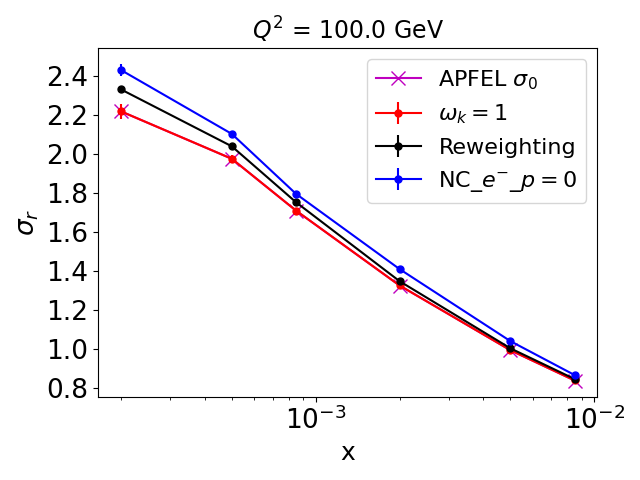 Q² = 100.0 GeV
APFEL σ₀
ωₖ = 1
Reweighting
NC_e⁻_p = 0
2.4
2.2
2.0
1.8
1.6
1.4
1.2
1.0
0.8
σᵣ
10⁻³
10⁻²
x